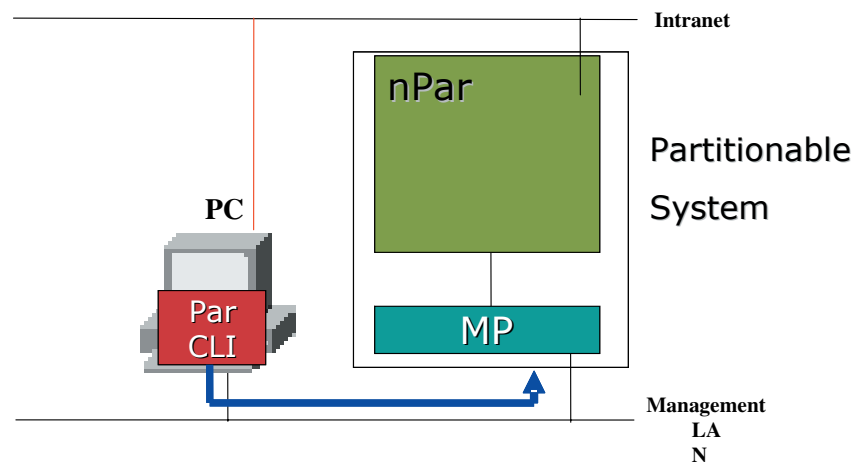 Intranet
nPar
Partitionable
System
PC
Par
CLI
MP
Management
LA
N